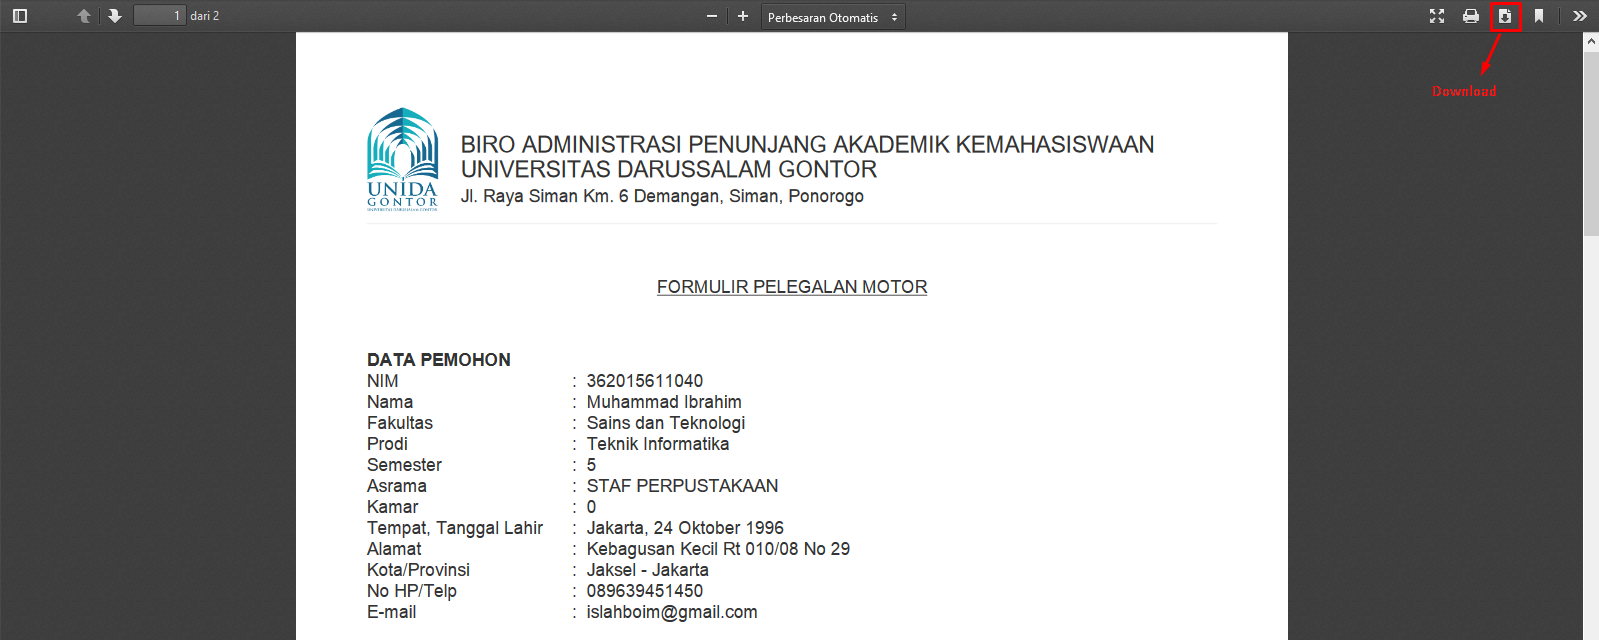 1 dari 2 Perbesaran Otomatis
Download
UNIDA
GONTOR
UNIVERSITAS DARUSSALAM GONTOR
BIRO ADMINISTRASI PENUNJANG AKADEMIK KEMAHASISWAAN
UNIVERSITAS DARUSSALAM GONTOR
Jl. Raya Siman Km. 6 Demangan, Siman, Ponorogo
FORMULIR PELEGALAN MOTOR
DATA PEMOHON
NIM : 362015611040
Nama : Muhammad Ibrahim
Fakultas : Sains dan Teknologi
Prodi : Teknik Informatika
Semester : 5
Asrama : STAF PERPUSTAKAAN
Kamar : 0
Tempat, Tanggal Lahir : Jakarta, 24 Oktober 1996
Alamat : Kebagusan Kecil Rt 010/08 No 29
Kota/Provinsi : Jaksel - Jakarta
No HP/Telp : 089639451450
E-mail : islahboim@gmail.com